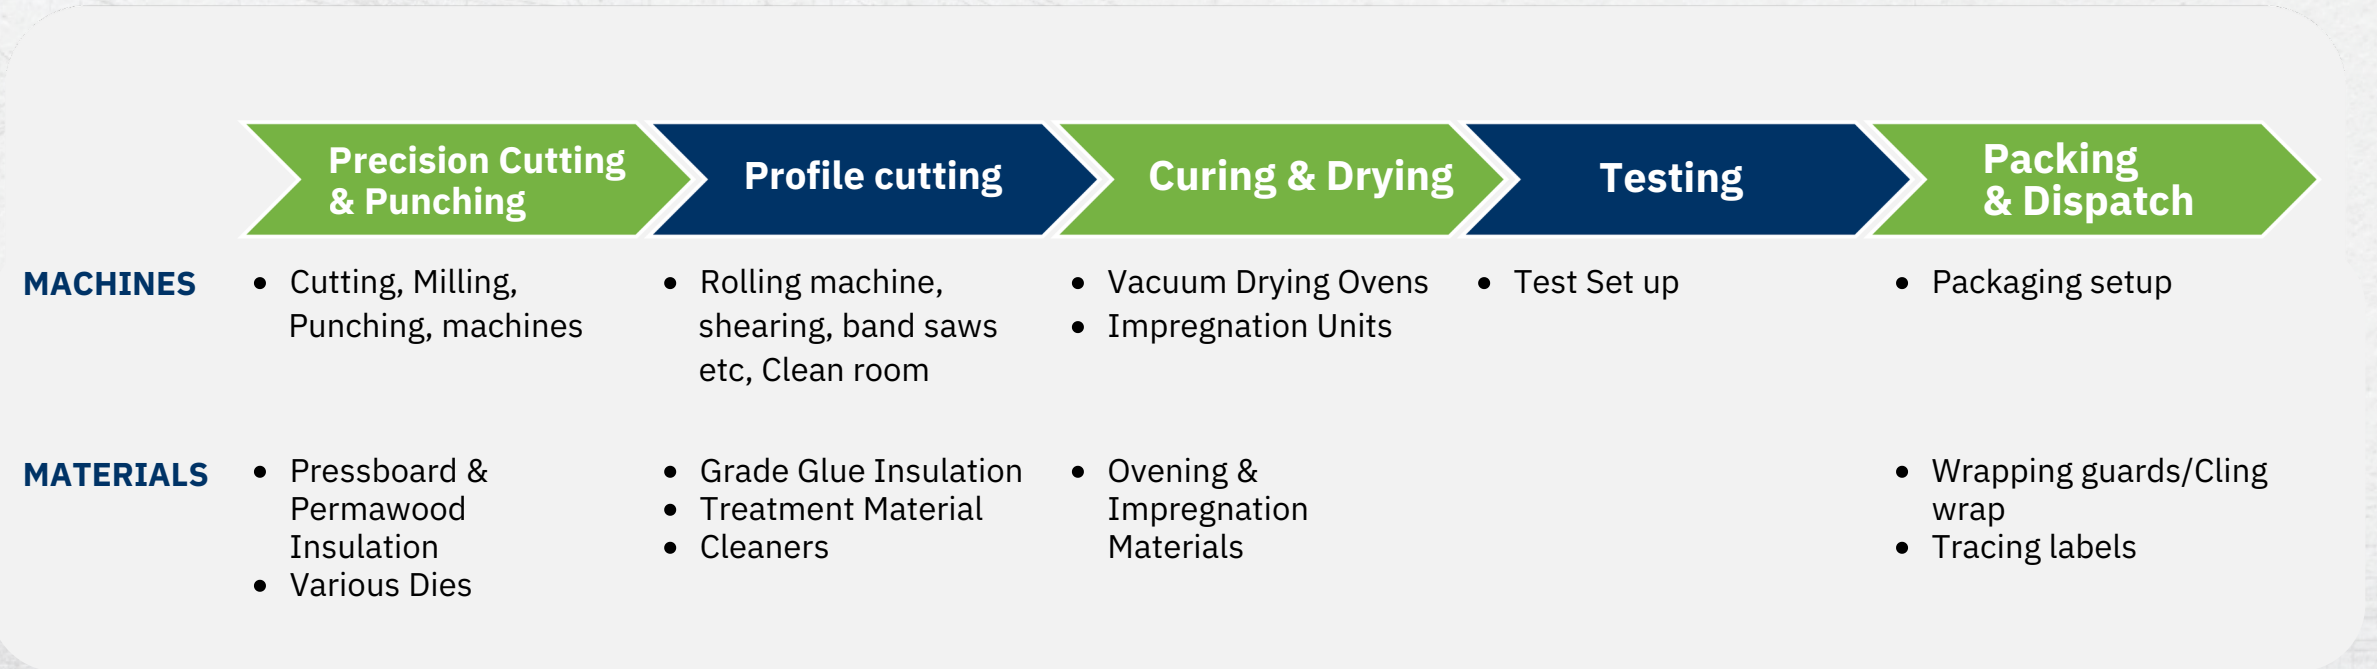 Precision Cutting
& Punching
Profile cutting
Curing & Drying
Testing
Packing
& Dispatch
MACHINES
• Cutting, Milling,
Punching, machines
• Rolling machine,
shearing, band saws
etc, Clean room
• Vacuum Drying Ovens
• Impregnation Units
• Test Set up
• Packaging setup
MATERIALS
• Pressboard &
Permawood
Insulation
• Various Dies
• Grade Glue Insulation
• Treatment Material
• Cleaners
• Ovening &
Impregnation
Materials
• Wrapping guards/Cling
wrap
• Tracing labels